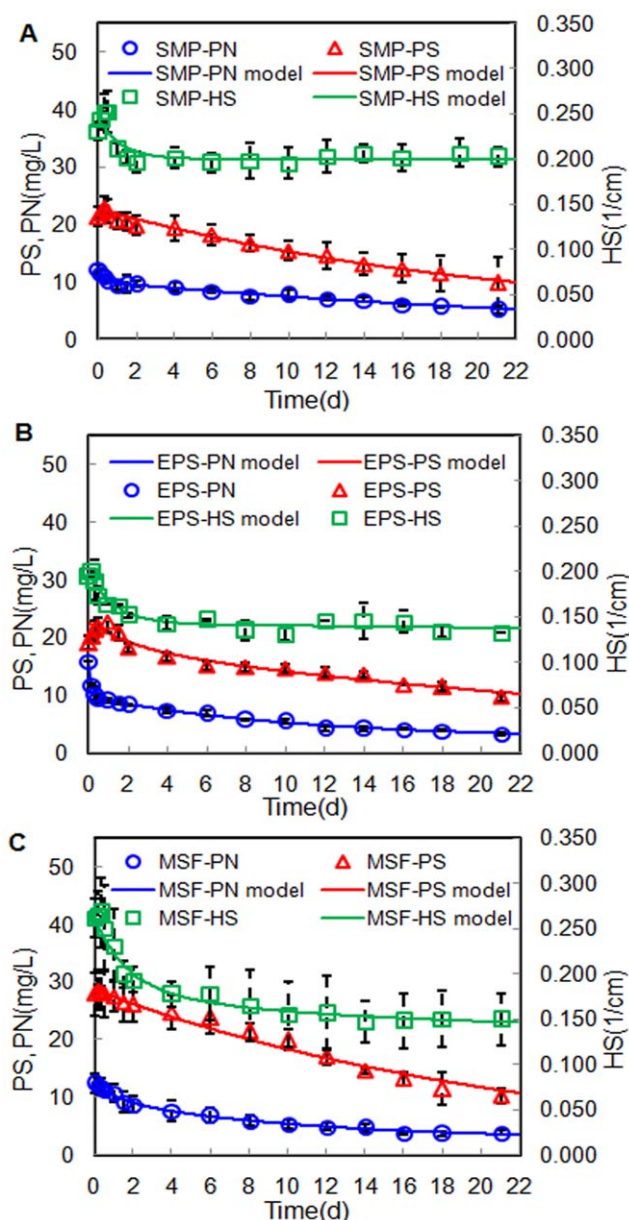 A
SMP-PN SMP-PS
SMP-PN model SMP-PS model
SMP-HS SMP-HS model
PS, PN(mg/L)
50
40
30
20
10
0
0.350
0.300
0.250
0.200
0.150
0.100
0.050
0.000
HS(1/cm)
0 2 4 6 8 10 12 14 16 18 20 22
Time(d)
B
EPS-PN model EPS-PS model
EPS-PN EPS-PS
EPS-HS model EPS-HS
PS, PN(mg/L)
50
40
30
20
10
0
0.350
0.300
0.250
0.200
0.150
0.100
0.050
0.000
HS(1/cm)
0 2 4 6 8 10 12 14 16 18 20 22
Time(d)
C
MSF-PN MSF-PS
MSF-PN model MSF-PS model
MSF-HS MSF-HS model
PS, PN(mg/L)
50
40
30
20
10
0
0.350
0.300
0.250
0.200
0.150
0.100
0.050
0.000
HS(1/cm)
0 2 4 6 8 10 12 14 16 18 20 22
Time(d)